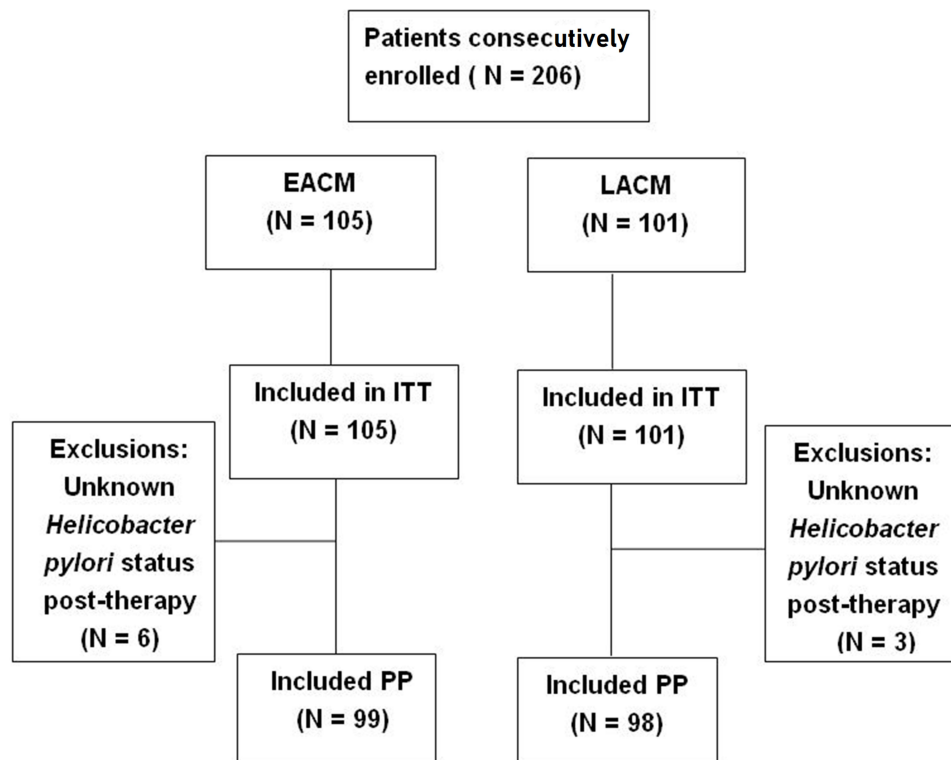 Patients consecutively
enrolled ( N = 206)
EACM
(N = 105)
LACM
(N = 101)
Included in ITT
(N = 105)
Included in ITT
(N = 101)
Exclusions:
Unknown
Helicobacter
pylori status
post-therapy
(N = 6)
Exclusions:
Unknown
Helicobacter
pylori status
post-therapy
(N = 3)
Included PP
(N = 99)
Included PP
(N = 98)